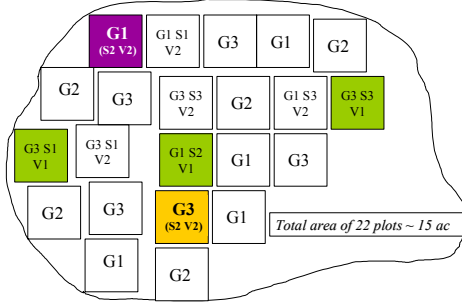 G1
(S2 V2)
G1 S1
V2
G3
G1
G2
G2
G3
G3 S3
V2
G2
G1 S3
V2
G3 S3
V1
G3 S1
V1
G3 S1
V2
G1 S2
V1
G1
G3
G2
G3
G3
(S2 V2)
G1
Total area of 22 plots ~ 15 ac
G1
G2